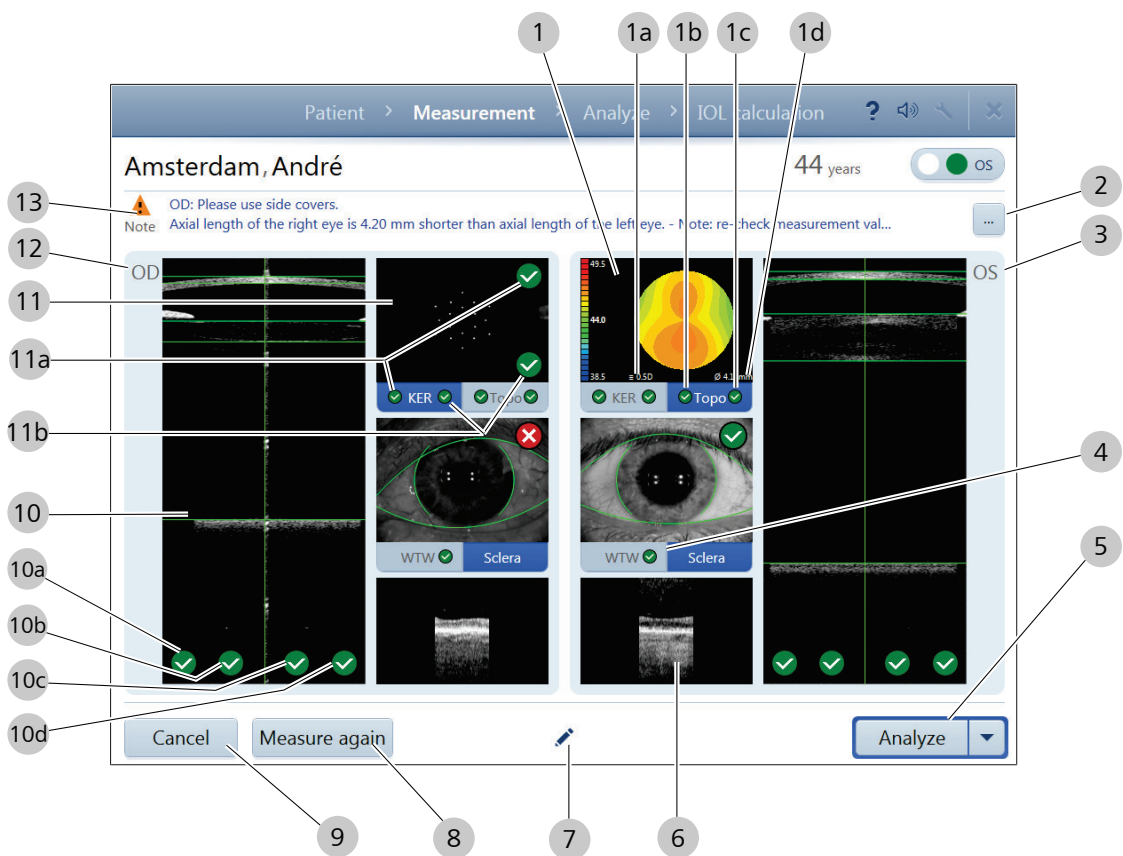 1 1a 1b 1c 1d
Patient > Measurement > Analyze > IOL calculation ?
Amsterdam, André 44 years OS
13 Note OD: Please use side covers.
Axial length of the right eye is 4.20 mm shorter than axial length of the left eye. - Note: re-check measurement val... ... 2
12 OD OS 3
11
49.5
44.0
38.5 ≡ 0.5D
11a
KER Topo KER Topo
11b
4
WTW Sclera WTW Sclera
10
5
10a
10b
10c
10d
Cancel Measure again Analyze
9 8 7 6